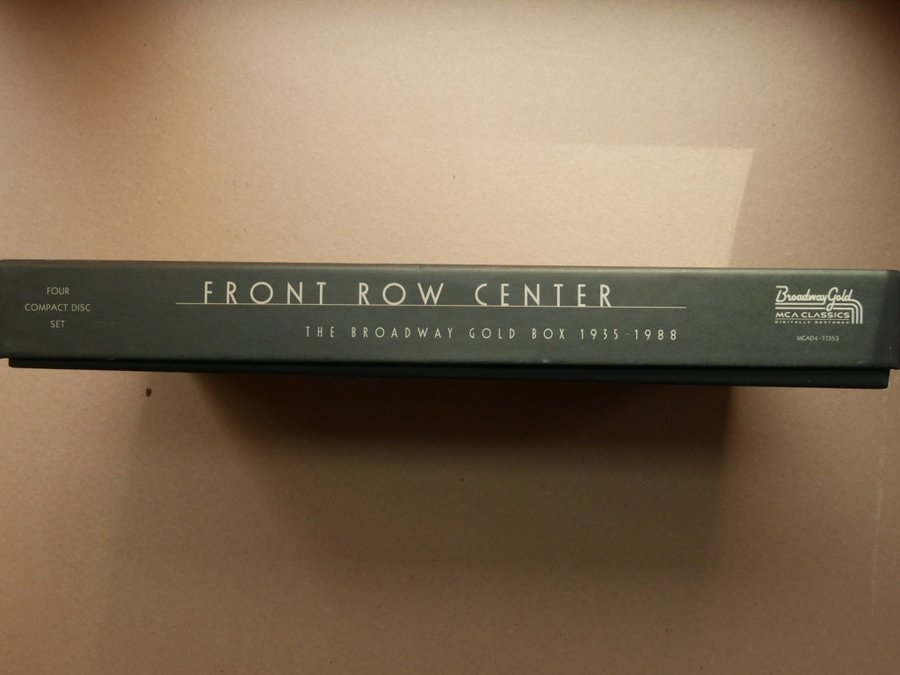 FOUR
COMPACT DISC
SET
FRONT ROW CENTER
THE BROADWAY GOLD BOX 1935-1988
Broadway Gold
MCA CLASSICS
DIGITALLY RESTORED
MCAD4-11353